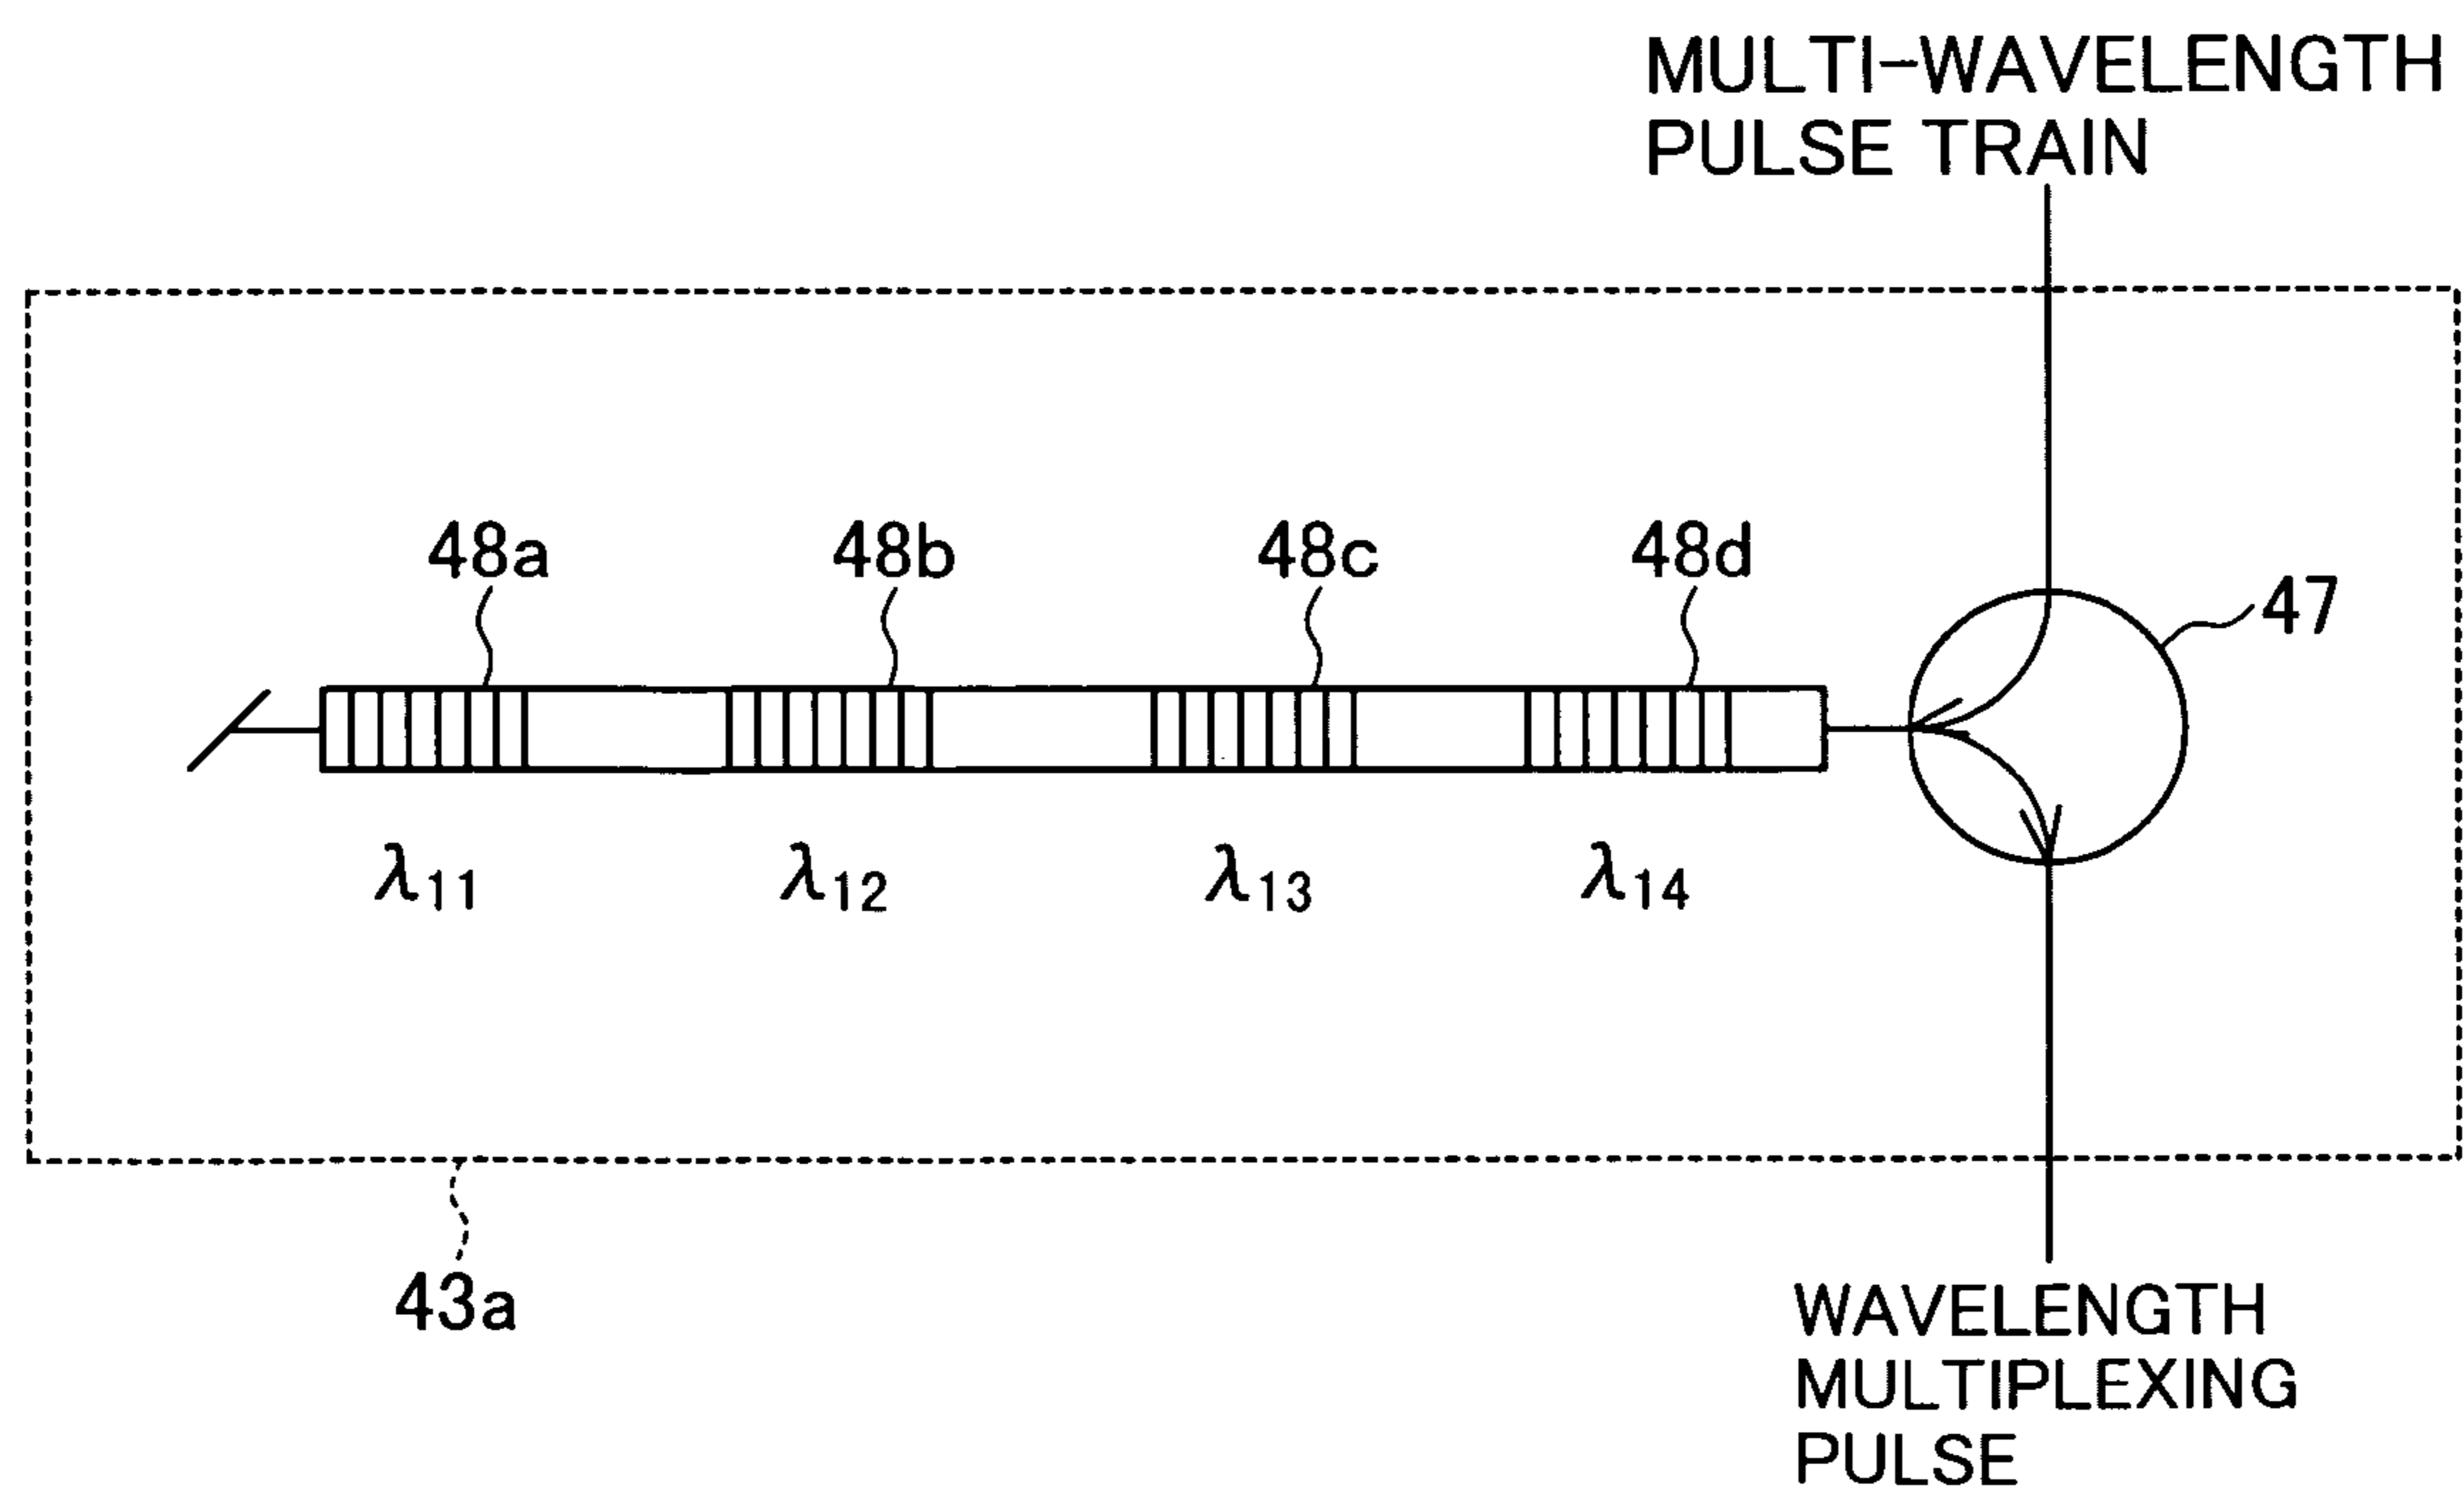 MULTI-WAVELENGTH
PULSE TRAIN
48a 48b 48c 48d
47
λ11 λ12 λ13 λ14
43a
WAVELENGTH
MULTIPLEXING
PULSE